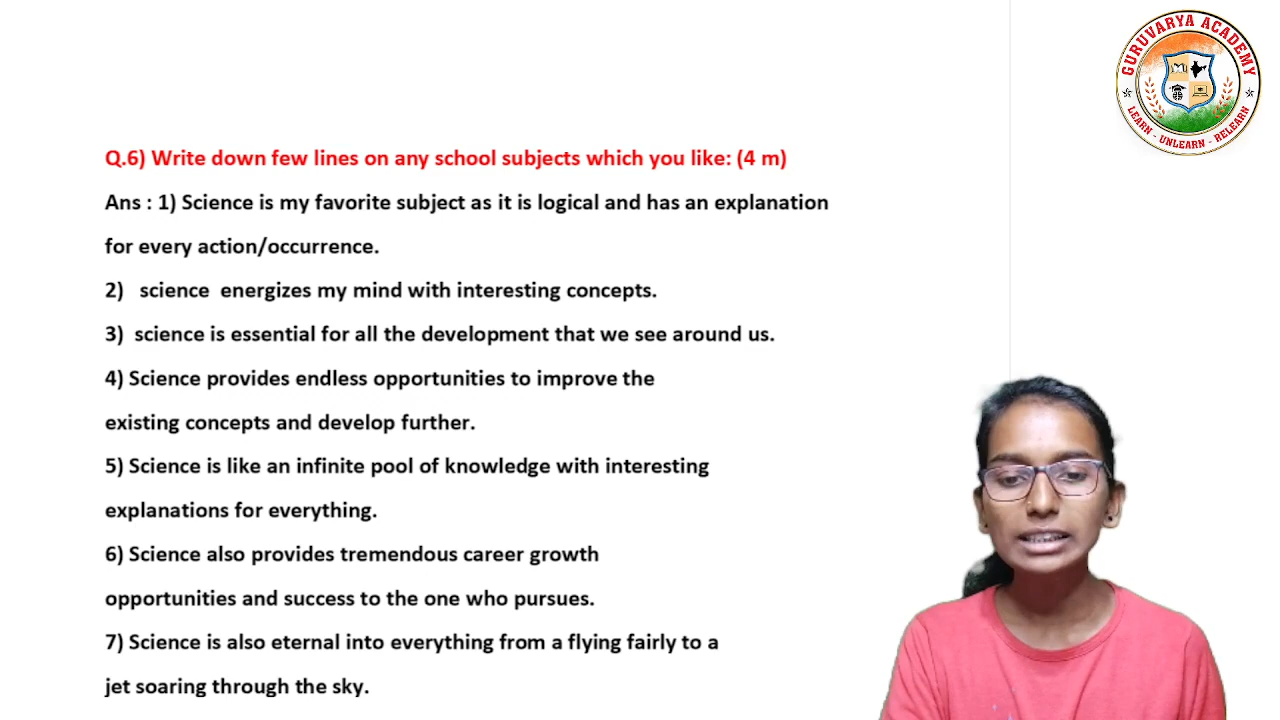 GURUVARYA ACADEMY
LEARN - UNLEARN - RELEARN
Q.6) Write down few lines on any school subjects which you like: (4 m)
Ans : 1) Science is my favorite subject as it is logical and has an explanation
for every action/occurrence.
2) science energizes my mind with interesting concepts.
3) science is essential for all the development that we see around us.
4) Science provides endless opportunities to improve the
existing concepts and develop further.
5) Science is like an infinite pool of knowledge with interesting
explanations for everything.
6) Science also provides tremendous career growth
opportunities and success to the one who pursues.
7) Science is also eternal into everything from a flying fairly to a
jet soaring through the sky.